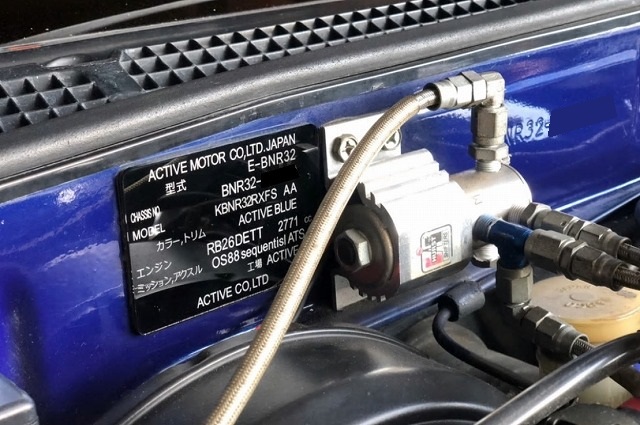 ACTIVE MOTOR CO,LTD.JAPAN
型式 E-BNR32
CHASSIS NO BNR32-
MODEL KBNR32RXFS AA
カラー,トリム ACTIVE BLUE
エンジン RB26DETT 2771 cc
ミッション,アクスル OS88 sequentisl ATS
工場 ACTIVE
ACTIVE CO,LTD
NR32-